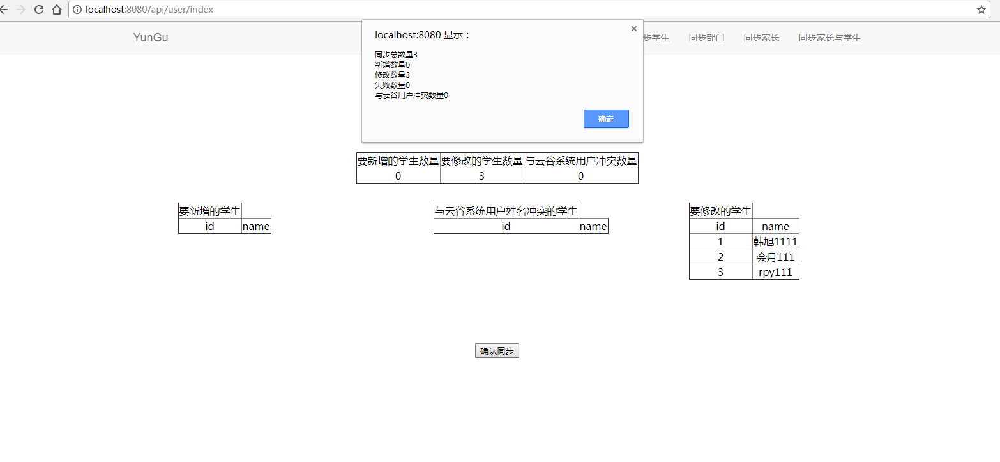 localhost:8080/api/user/index
YunGu
步学生 同步部门 同步家长 同步家长与学生
localhost:8080 显示：
同步总数量3
新增数量0
修改数量3
失败数量0
与云谷用户冲突数量0
确定
要新增的学生数量 要修改的学生数量 与云谷系统用户冲突数量
0 3 0
要新增的学生
id name
与云谷系统用户姓名冲突的学生
id name
要修改的学生
id name
1 韩旭1111
2 会月111
3 rpy111
确认同步